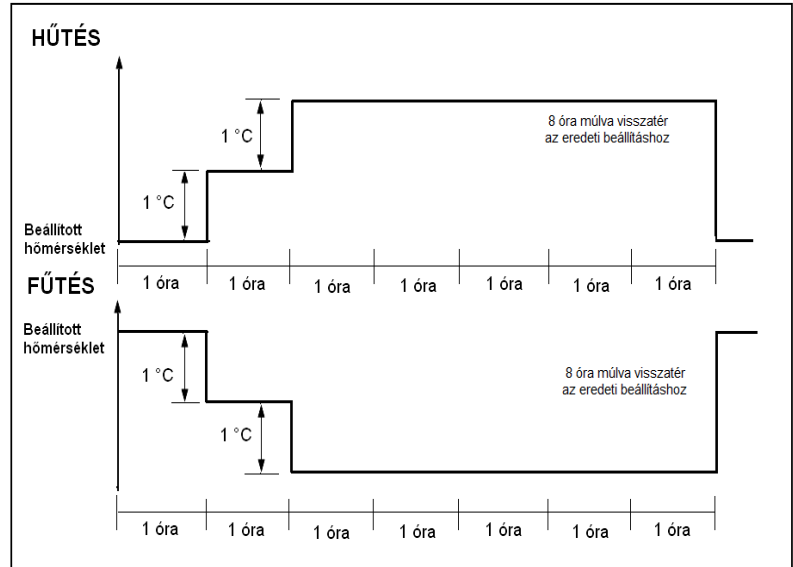 HŰTÉS
1 °C
8 óra múlva visszatér
az eredeti beállításhoz
1 °C
Beállított
hőmérséklet
1 óra
1 óra
1 óra
1 óra
1 óra
1 óra
1 óra
FŰTÉS
Beállított
hőmérséklet
1 °C
8 óra múlva visszatér
az eredeti beállításhoz
1 °C
1 óra
1 óra
1 óra
1 óra
1 óra
1 óra
1 óra